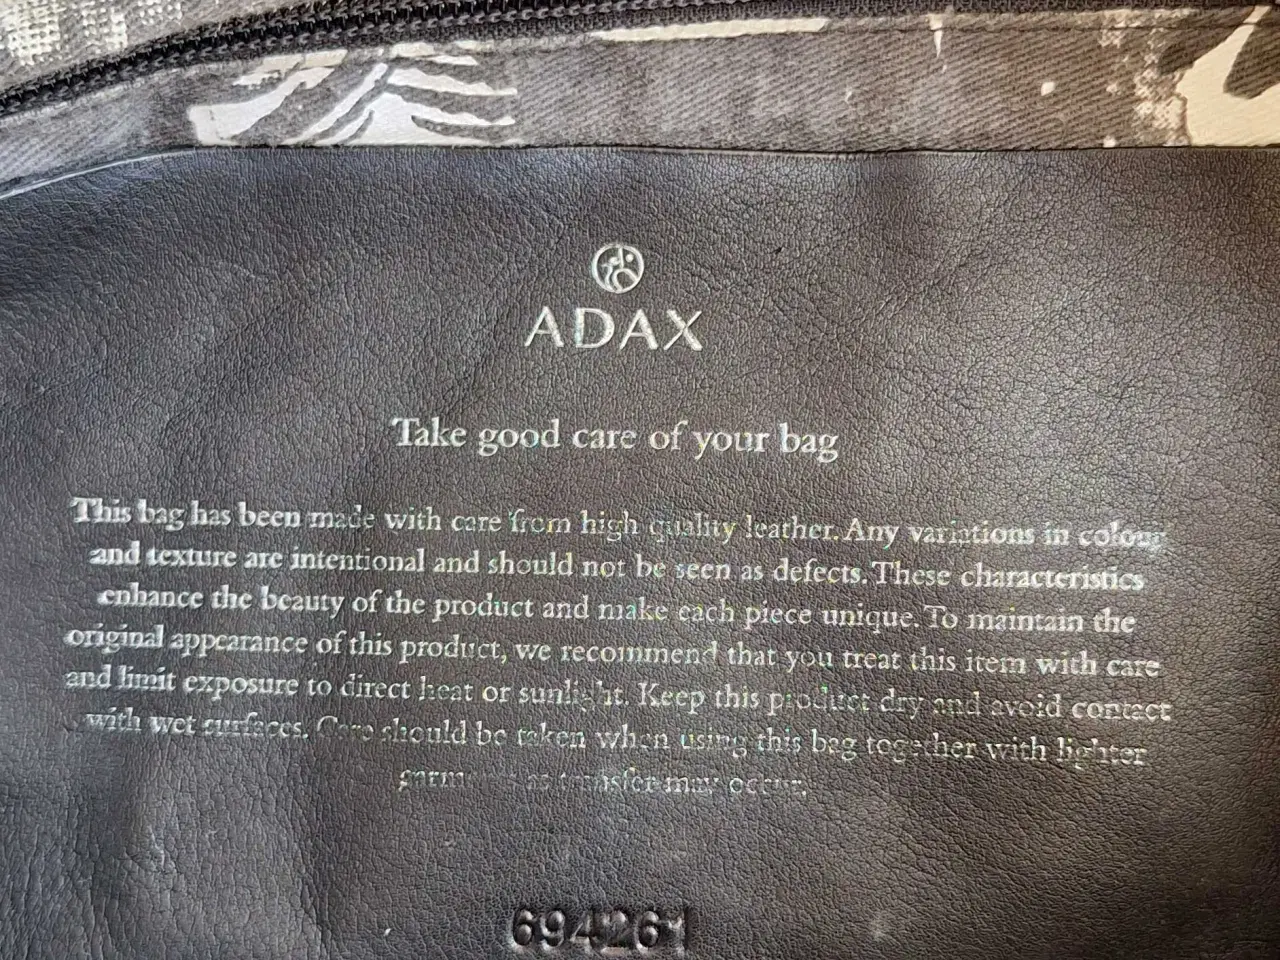 ADAX
Take good care of your bag
This bag has been made with care from high quality leather. Any variations in colour
and texture are intentional and should not be seen as defects. These characteristics
enhance the beauty of the product and make each piece unique. To maintain the
original appearance of this product, we recommend that you treat this item with care
and limit exposure to direct heat or sunlight. Keep this product dry and avoid contact
with wet surfaces. Care should be taken when using this bag together with lighter
garments as transfer may occur.
694261